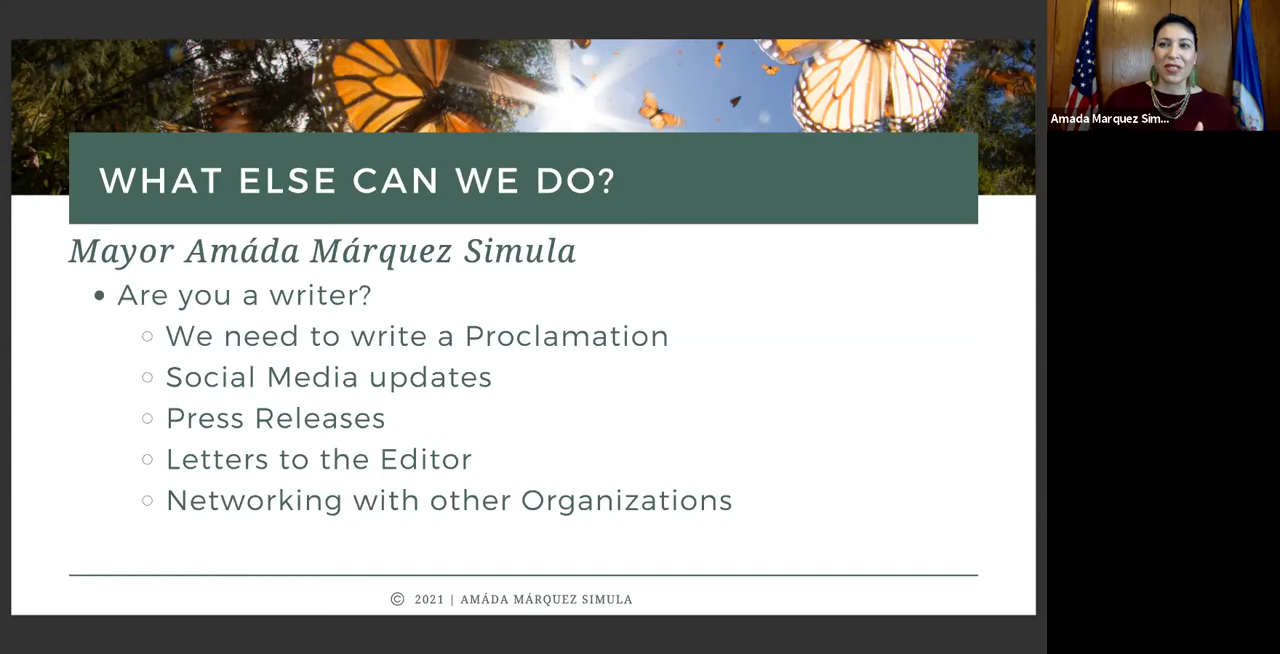 WHAT ELSE CAN WE DO?
Mayor Amáda Márquez Simula
Are you a writer?
We need to write a Proclamation
Social Media updates
Press Releases
Letters to the Editor
Networking with other Organizations
© 2021 | AMÁDA MÁRQUEZ SIMULA
Amada Marquez Sim...